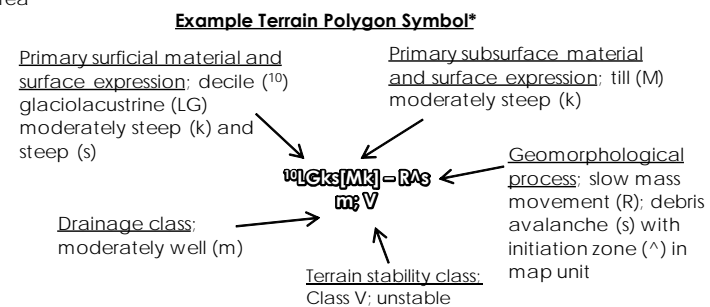 ea
Example Terrain Polygon Symbol*
Primary surficial material and
surface expression; decile (¹⁰)
glaciolacustrine (LG)
moderately steep (k) and
steep (s)
Primary subsurface material
and surface expression; till (M)
moderately steep (k)
¹⁰LGks[Mk] – R^s
m; V
Geomorphological
process; slow mass
movement (R); debris
avalanche (s) with
initiation zone (^) in
map unit
Drainage class;
moderately well (m)
Terrain stability class;
Class V; unstable